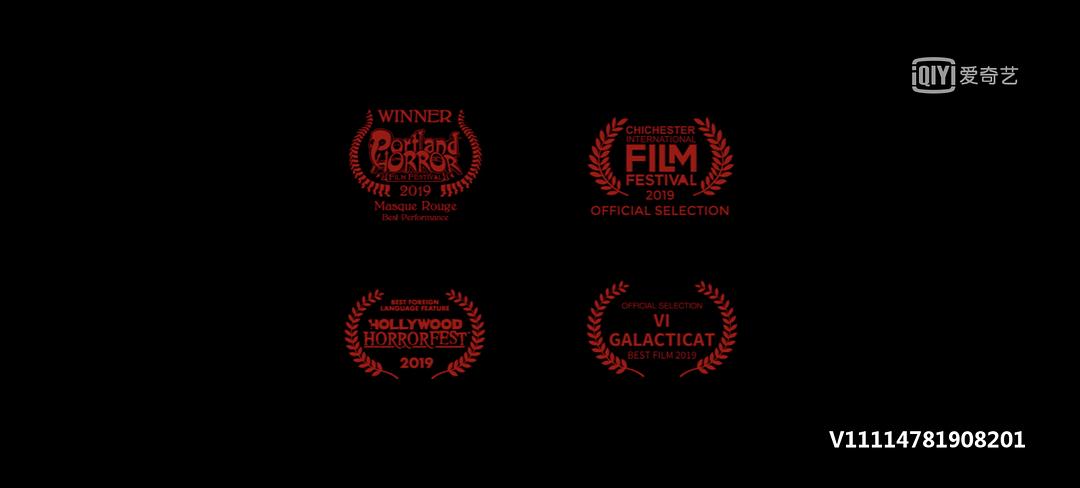 iQIYI 爱奇艺
WINNER
Portland
HORROR
FILM FESTIVAL
2019
Masque Rouge
Best Performance
CHICHESTER
INTERNATIONAL
FILM
FESTIVAL
2019
OFFICIAL SELECTION
BEST FOREIGN
LANGUAGE FEATURE
HOLLYWOOD
HORRORFEST
2019
OFFICIAL SELECTION
VI
GALACTICAT
BEST FILM 2019
V11114781908201